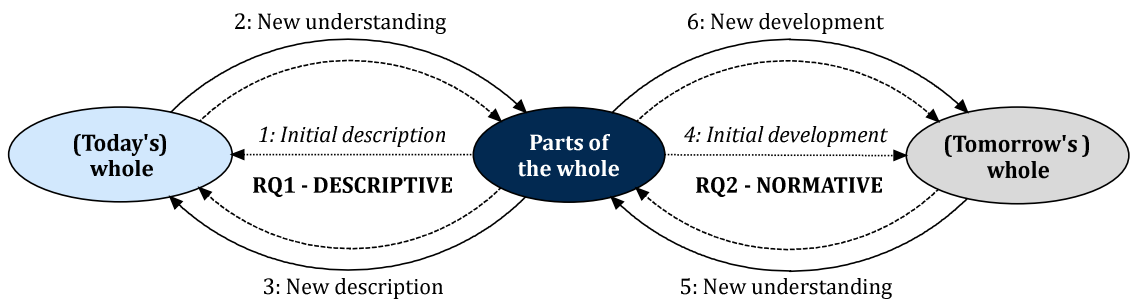 2: New understanding
6: New development
(Today's)
whole
1: Initial description
RQ1 - DESCRIPTIVE
Parts of
the whole
4: Initial development
RQ2 - NORMATIVE
(Tomorrow's )
whole
3: New description
5: New understanding